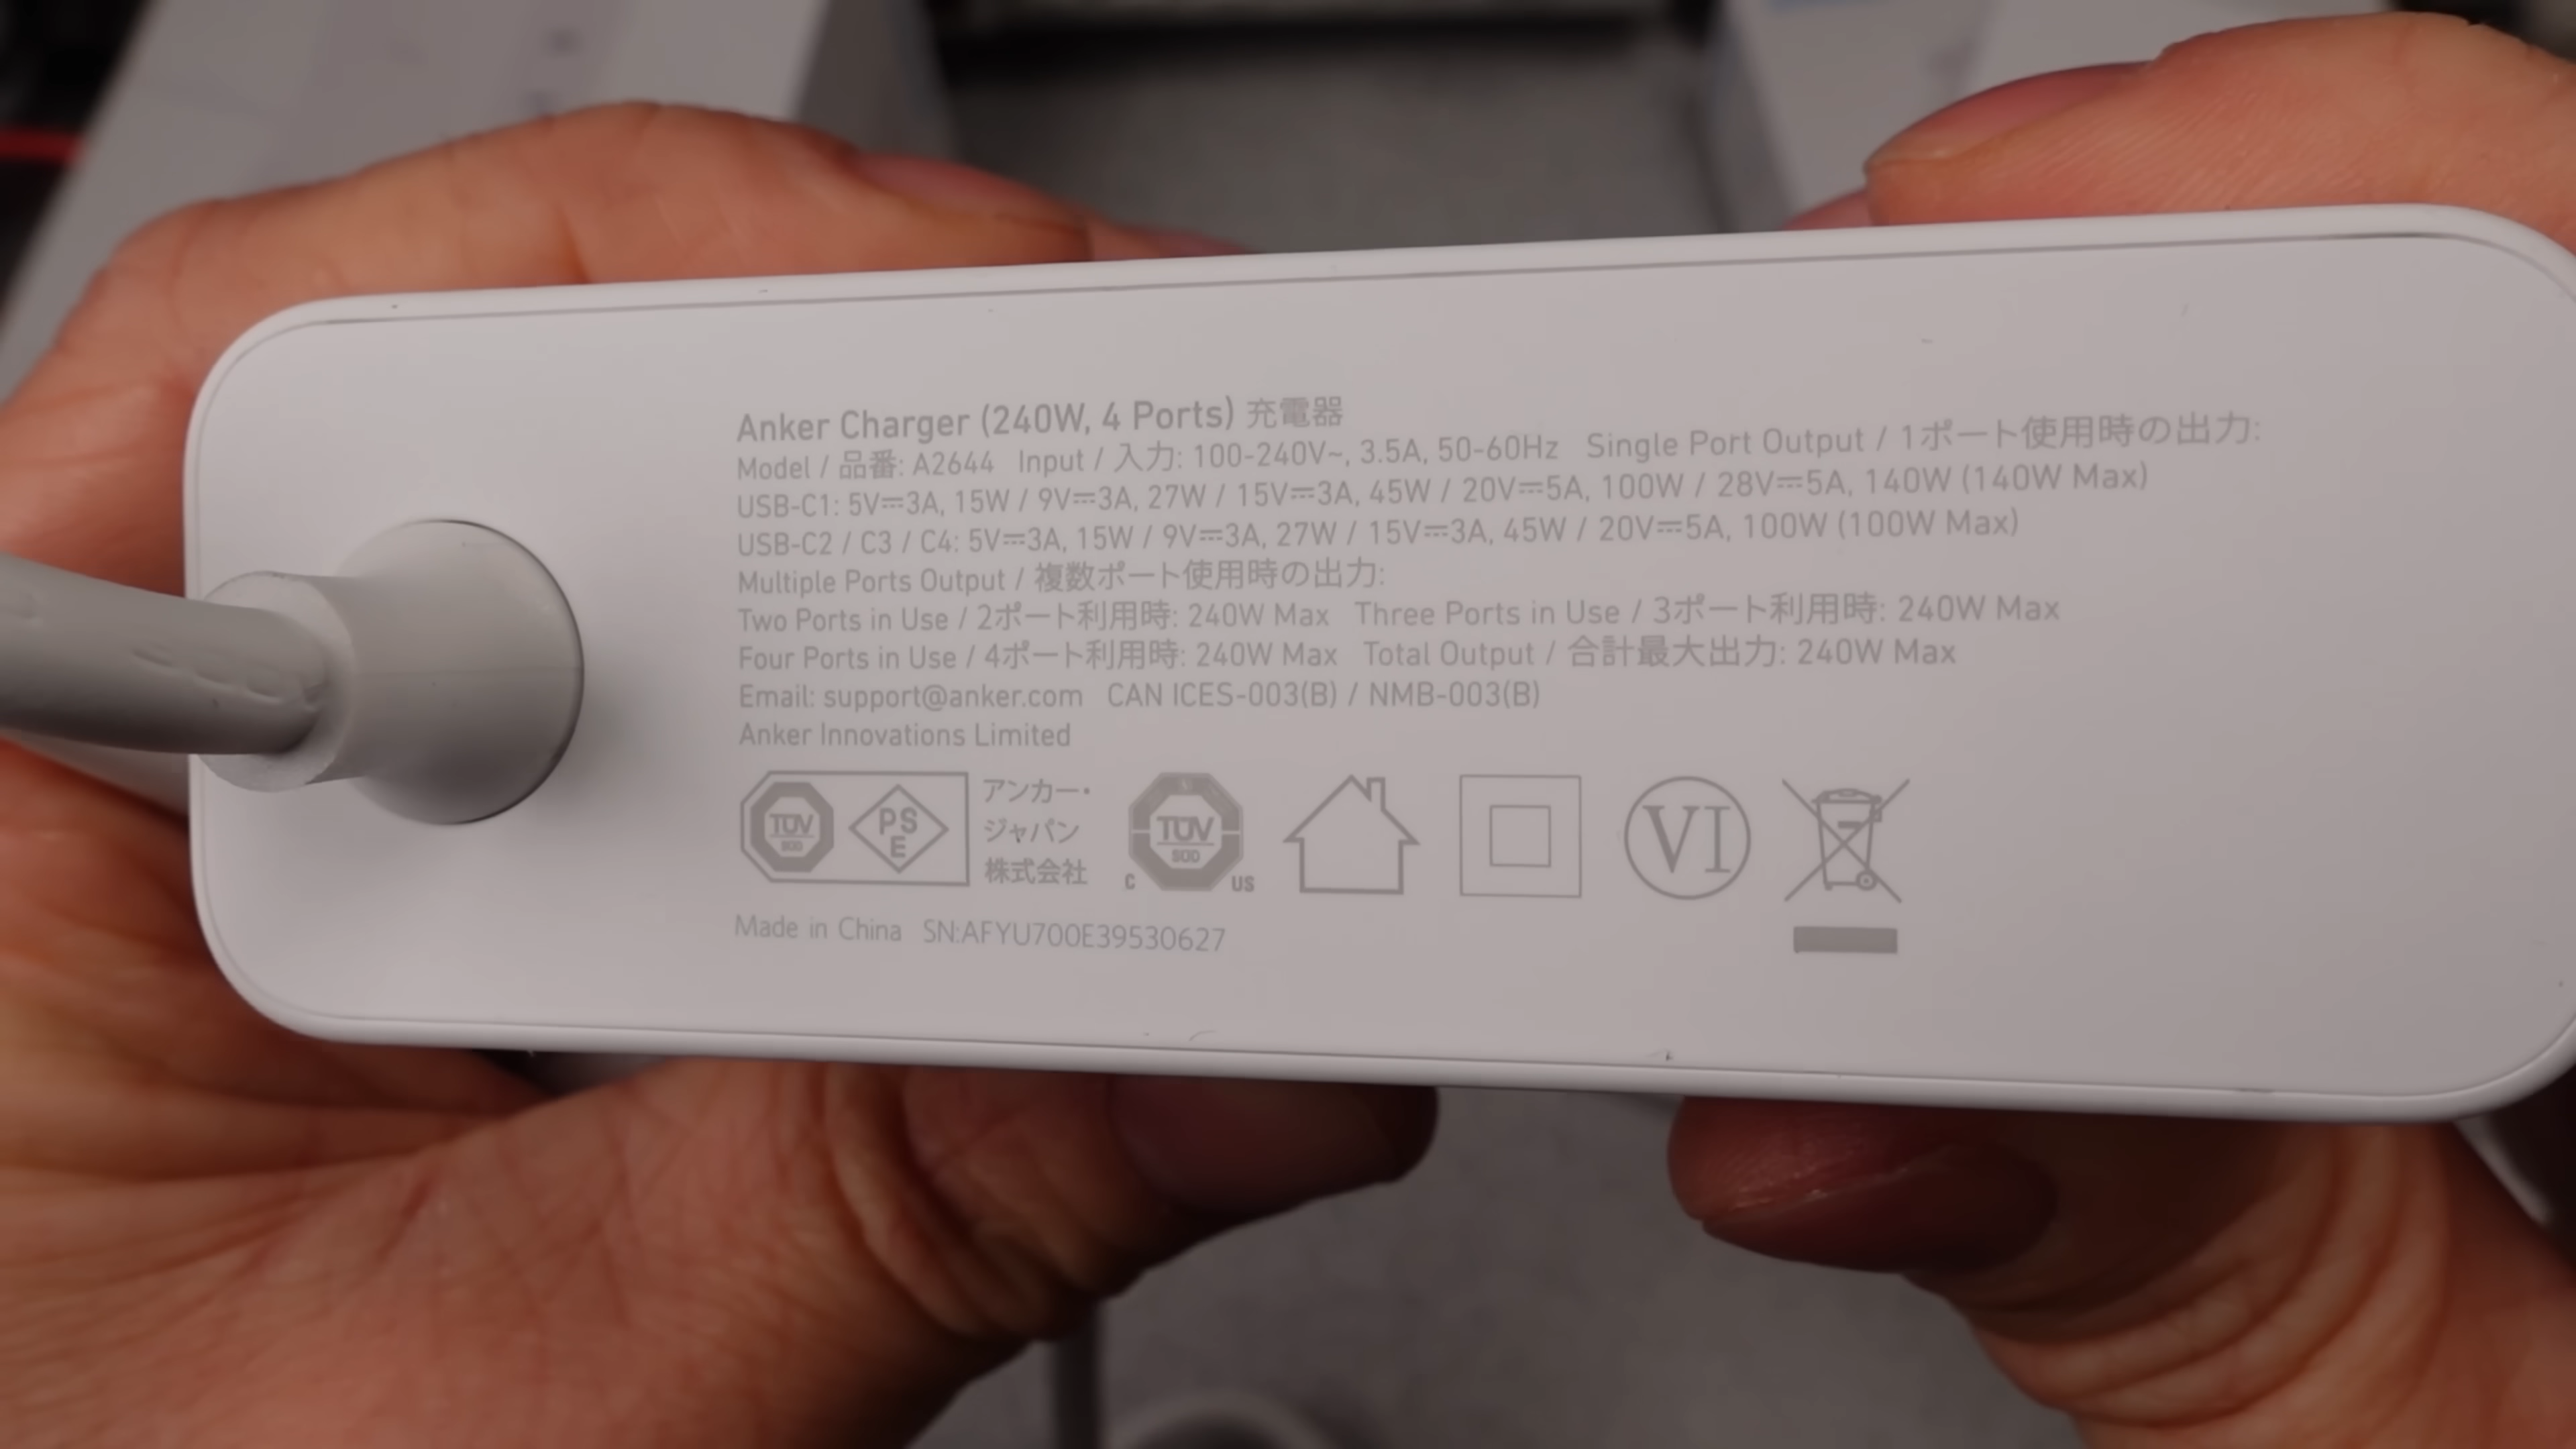 Anker Charger (240W, 4 Ports) 充電器
Model / 品番: A2644 Input / 入力: 100-240V~, 3.5A, 50-60Hz Single Port Output / 1ポート使用時の出力:
USB-C1: 5V⎓3A, 15W / 9V⎓3A, 27W / 15V⎓3A, 45W / 20V⎓5A, 100W / 28V⎓5A, 140W (140W Max)
USB-C2 / C3 / C4: 5V⎓3A, 15W / 9V⎓3A, 27W / 15V⎓3A, 45W / 20V⎓5A, 100W (100W Max)
Multiple Ports Output / 複数ポート使用時の出力:
Two Ports in Use / 2ポート利用時: 240W Max Three Ports in Use / 3ポート利用時: 240W Max
Four Ports in Use / 4ポート利用時: 240W Max Total Output / 合計最大出力: 240W Max
Email: support@anker.com CAN ICES-003(B) / NMB-003(B)
Anker Innovations Limited
TÜV
SÜD
PS
E
アンカー・
ジャパン
株式会社
TÜV
SÜD
C US
VI
Made in China SN:AFYU700E39530627